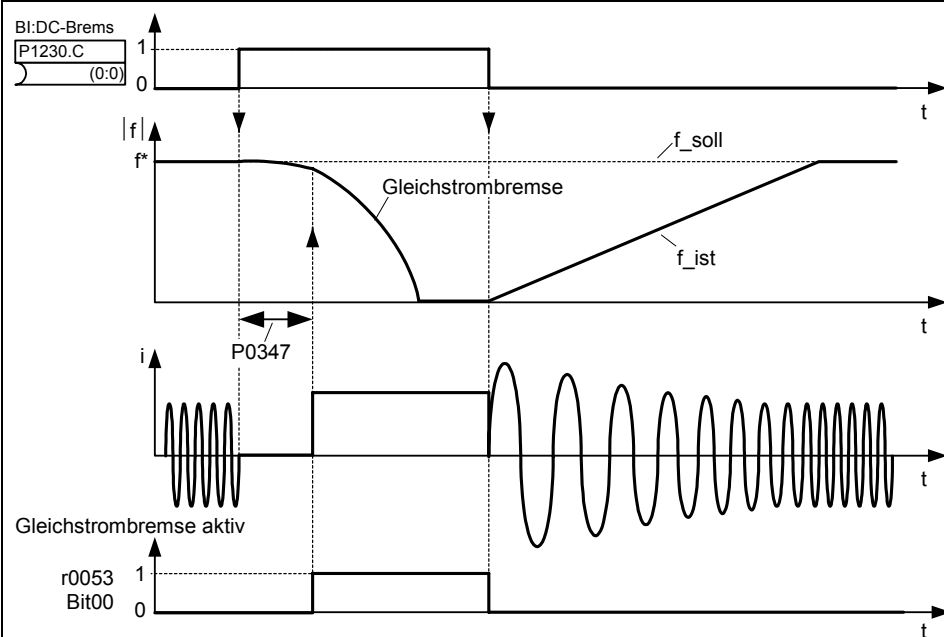 BI:DC-Brems
P1230.C
(0:0)
1
0
t
|f|
f*
f_soll
Gleichstrombremse
f_ist
t
P0347
i
t
Gleichstrombremse aktiv
r0053
Bit00
1
0
t